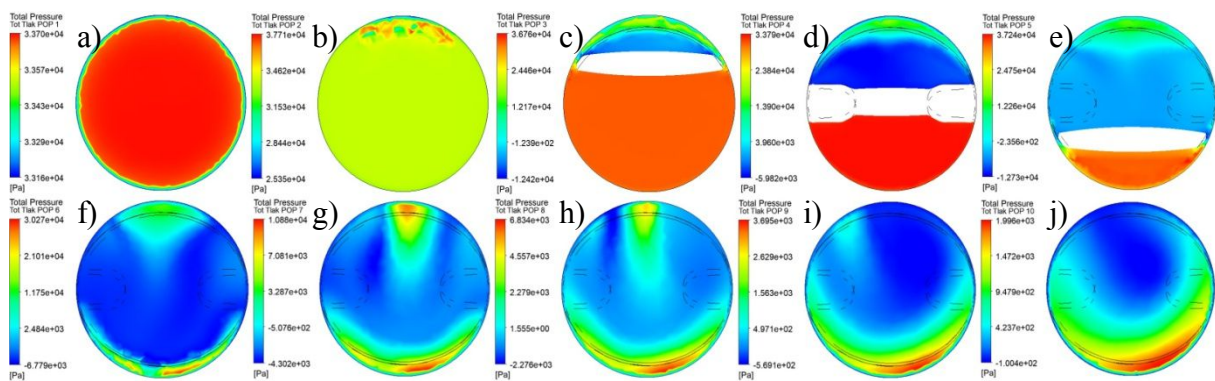 Total Pressure
Tot Tlak POP 1
3.370e+04
3.357e+04
3.343e+04
3.329e+04
3.316e+04
[Pa]
a)
Total Pressure
Tot Tlak POP 2
3.771e+04
3.462e+04
3.153e+04
2.844e+04
2.535e+04
[Pa]
b)
Total Pressure
Tot Tlak POP 3
3.676e+04
2.446e+04
1.217e+04
-1.239e+02
-1.242e+04
[Pa]
c)
Total Pressure
Tot Tlak POP 4
3.379e+04
2.384e+04
1.390e+04
3.960e+03
-5.982e+03
[Pa]
d)
Total Pressure
Tot Tlak POP 5
3.724e+04
2.475e+04
1.226e+04
-2.356e+02
-1.273e+04
[Pa]
e)
Total Pressure
Tot Tlak POP 6
3.027e+04
2.101e+04
1.175e+04
2.484e+03
-6.779e+03
[Pa]
f)
Total Pressure
Tot Tlak POP 7
1.088e+04
7.081e+03
3.287e+03
-5.076e+02
-4.302e+03
[Pa]
g)
Total Pressure
Tot Tlak POP 8
6.834e+03
4.557e+03
2.279e+03
1.555e+00
-2.276e+03
[Pa]
h)
Total Pressure
Tot Tlak POP 9
3.695e+03
2.629e+03
1.563e+03
4.971e+02
-5.691e+02
[Pa]
i)
Total Pressure
Tot Tlak POP 10
1.996e+03
1.472e+03
9.479e+02
4.237e+02
-1.004e+02
[Pa]
j)